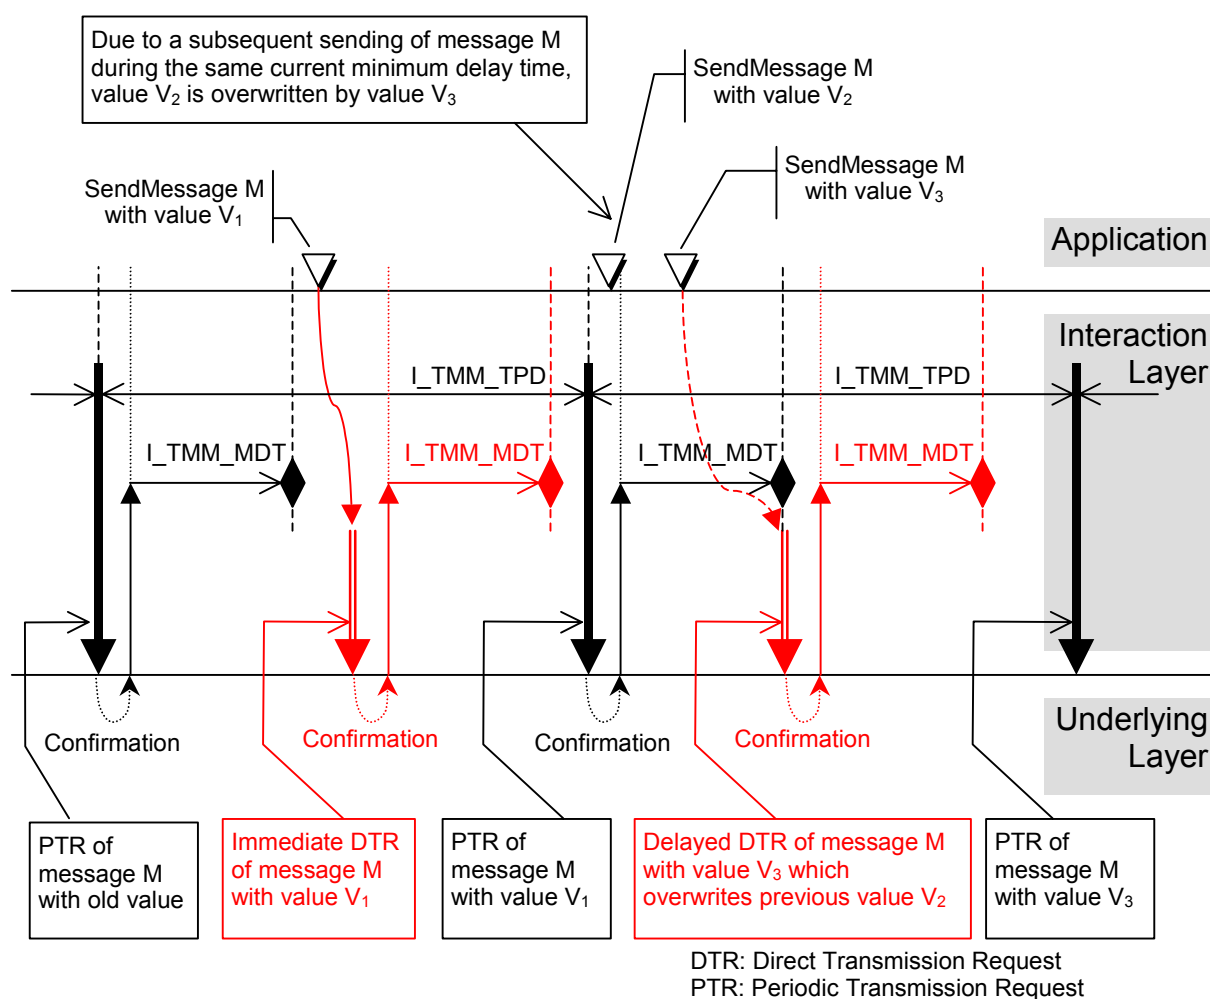 Due to a subsequent sending of message M
during the same current minimum delay time,
value V₂ is overwritten by value V₃
SendMessage M
with value V₂
SendMessage M
with value V₁
SendMessage M
with value V₃
Application
Interaction
Layer
I_TMM_TPD
I_TMM_TPD
I_TMM_MDT
I_TMM_MDT
I_TMM_MDT
I_TMM_MDT
Underlying
Layer
Confirmation
Confirmation
Confirmation
Confirmation
PTR of
message M
with old value
Immediate DTR
of message M
with value V₁
PTR of
message M
with value V₁
Delayed DTR of message M
with value V₃ which
overwrites previous value V₂
PTR of
message M
with value V₃
DTR: Direct Transmission Request
PTR: Periodic Transmission Request